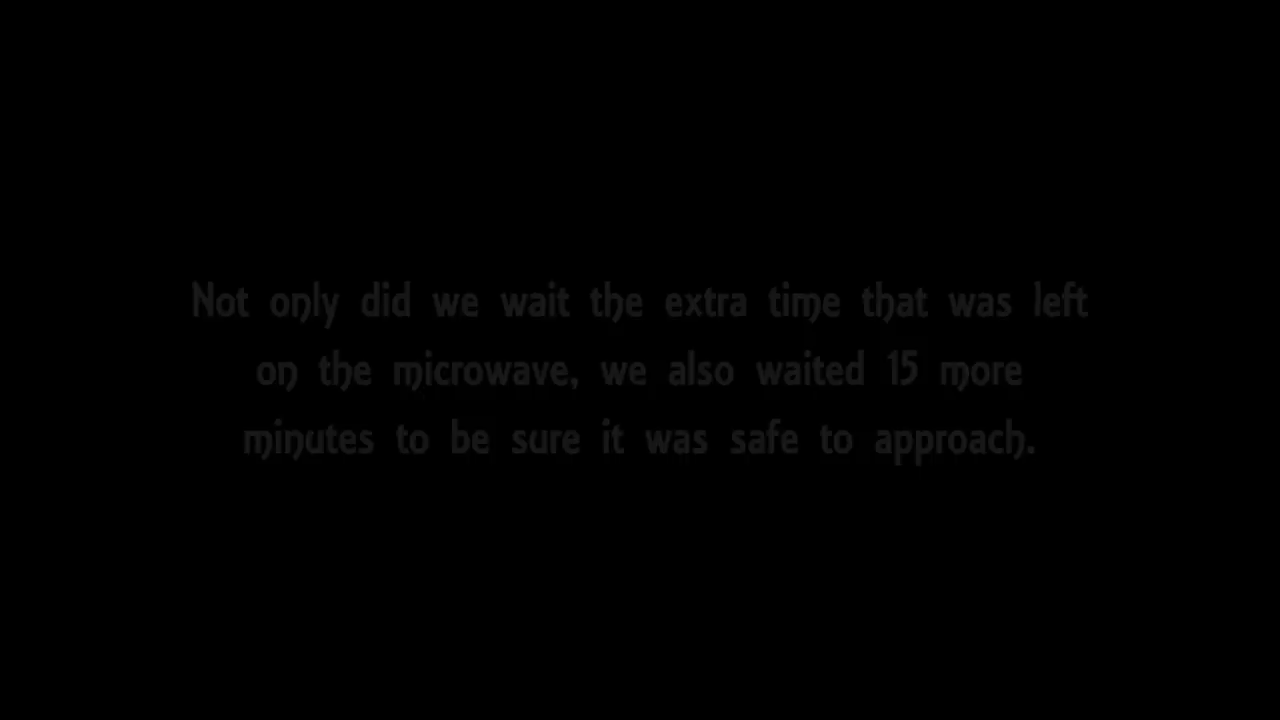 Not only did we wait the extra time that was left
on the microwave, we also waited 15 more
minutes to be sure it was safe to approach.